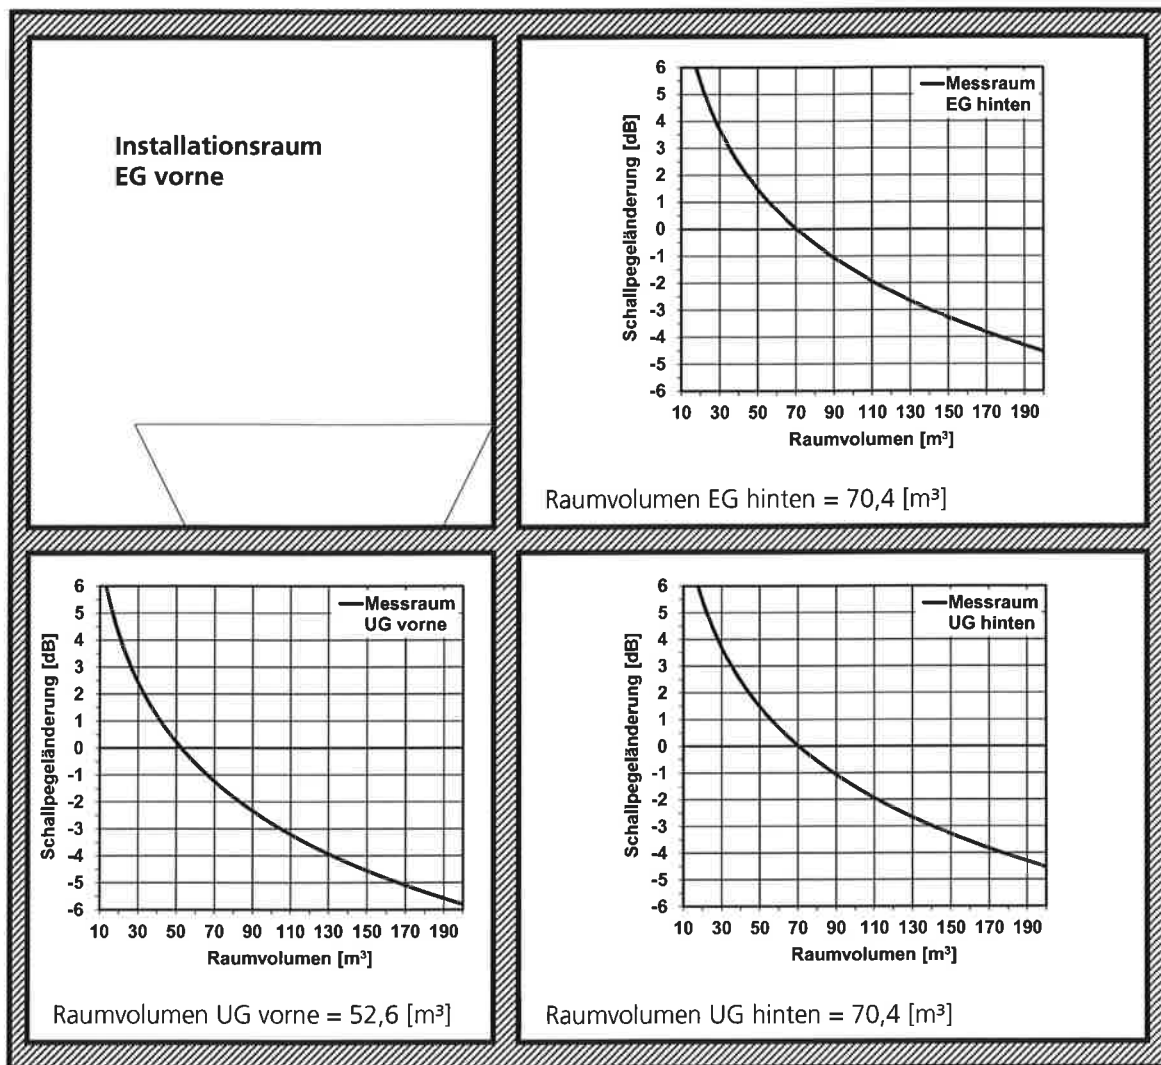 Installationsraum
EG vorne
Schallpegeländerung [dB]
6
5
4
3
2
1
0
-1
-2
-3
-4
-5
-6
Messraum
EG hinten
10 30 50 70 90 110 130 150 170 190
Raumvolumen [m³]
Raumvolumen EG hinten = 70,4 [m³]
Schallpegeländerung [dB]
6
5
4
3
2
1
0
-1
-2
-3
-4
-5
-6
Messraum
UG vorne
10 30 50 70 90 110 130 150 170 190
Raumvolumen [m³]
Raumvolumen UG vorne = 52,6 [m³]
Schallpegeländerung [dB]
6
5
4
3
2
1
0
-1
-2
-3
-4
-5
-6
Messraum
UG hinten
10 30 50 70 90 110 130 150 170 190
Raumvolumen [m³]
Raumvolumen UG hinten = 70,4 [m³]